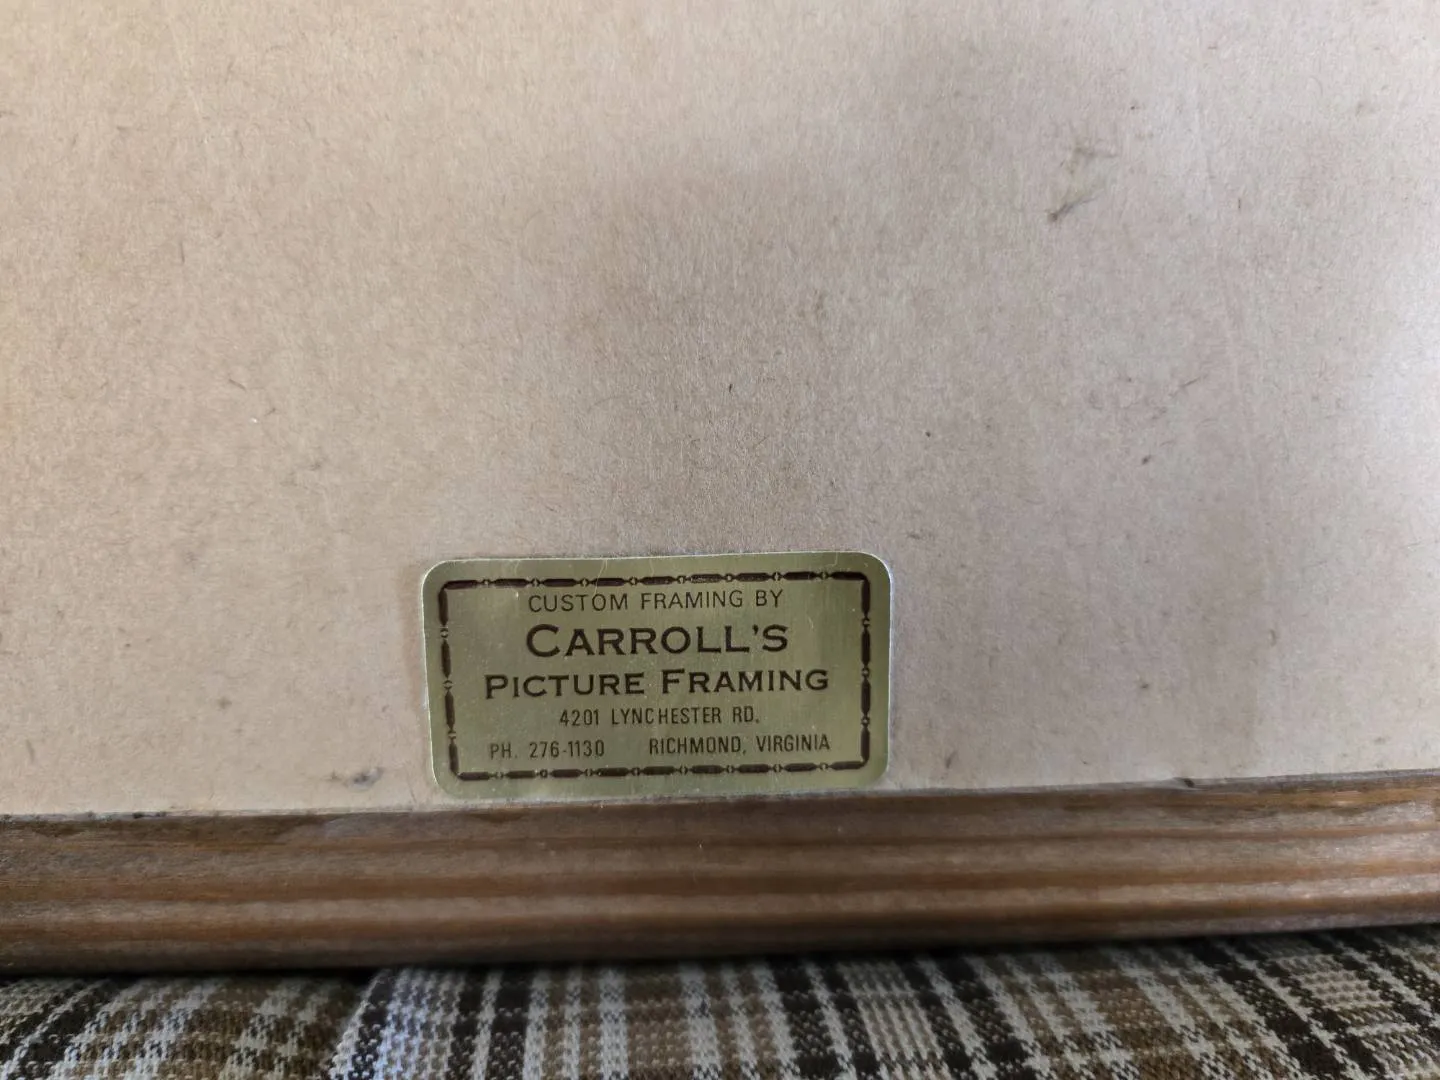 CUSTOM FRAMING BY
CARROLL'S
PICTURE FRAMING
4201 LYNCHESTER RD.
PH. 276-1130 RICHMOND, VIRGINIA